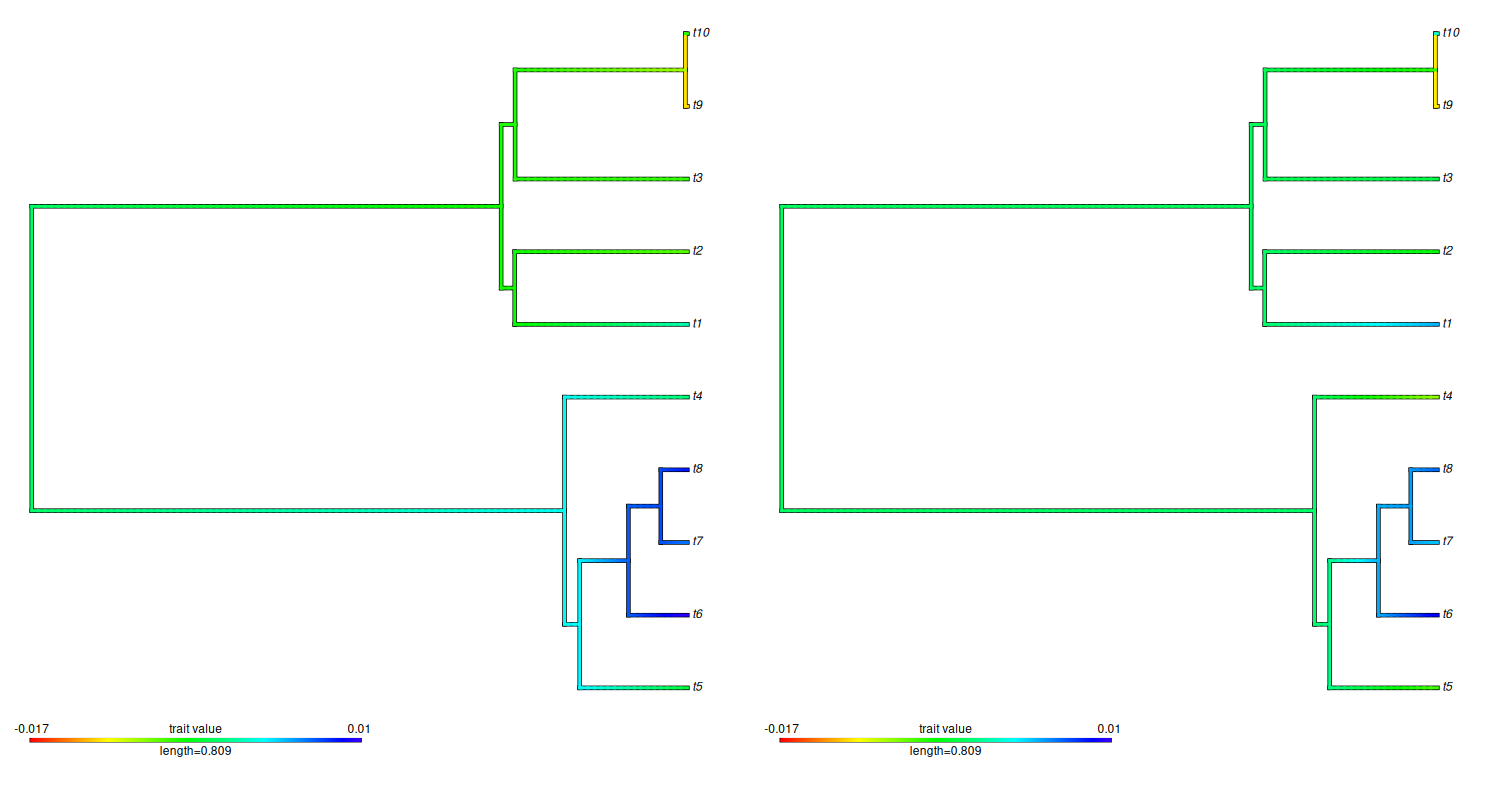 t10
t9
t3
t2
t1
t4
t8
t7
t6
t5
-0.017 trait value 0.01
length=0.809
t10
t9
t3
t2
t1
t4
t8
t7
t6
t5
-0.017 trait value 0.01
length=0.809